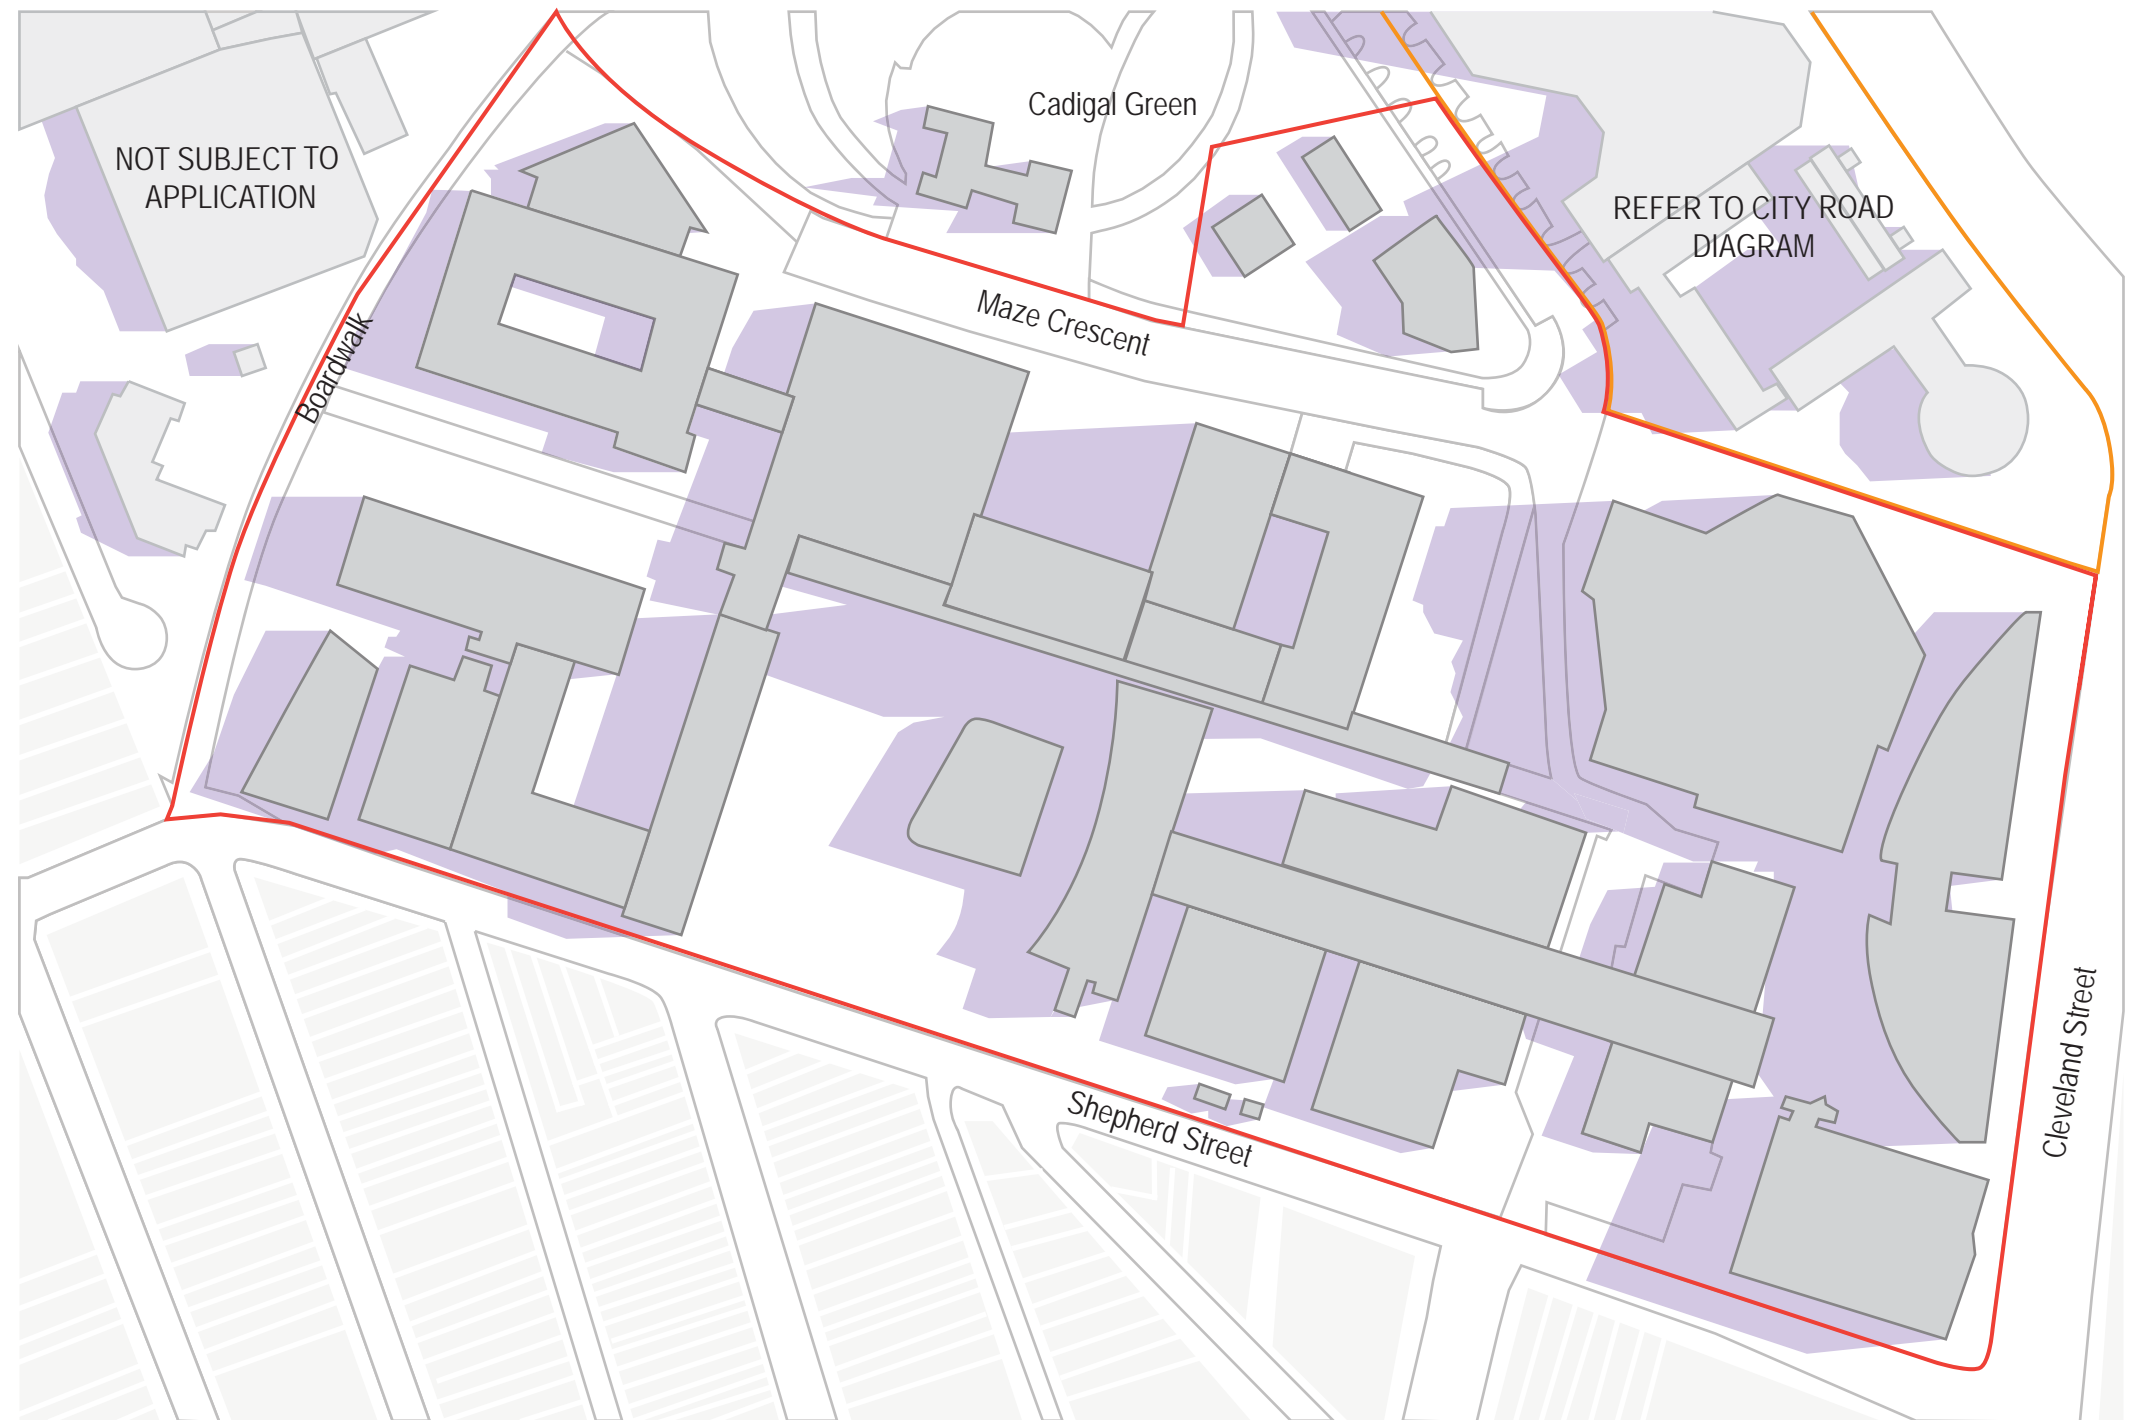 Cadigal Green
NOT SUBJECT TO
APPLICATION
REFER TO CITY ROAD
DIAGRAM
Maze Crescent
Boardwalk
Cleveland Street
Shepherd Street